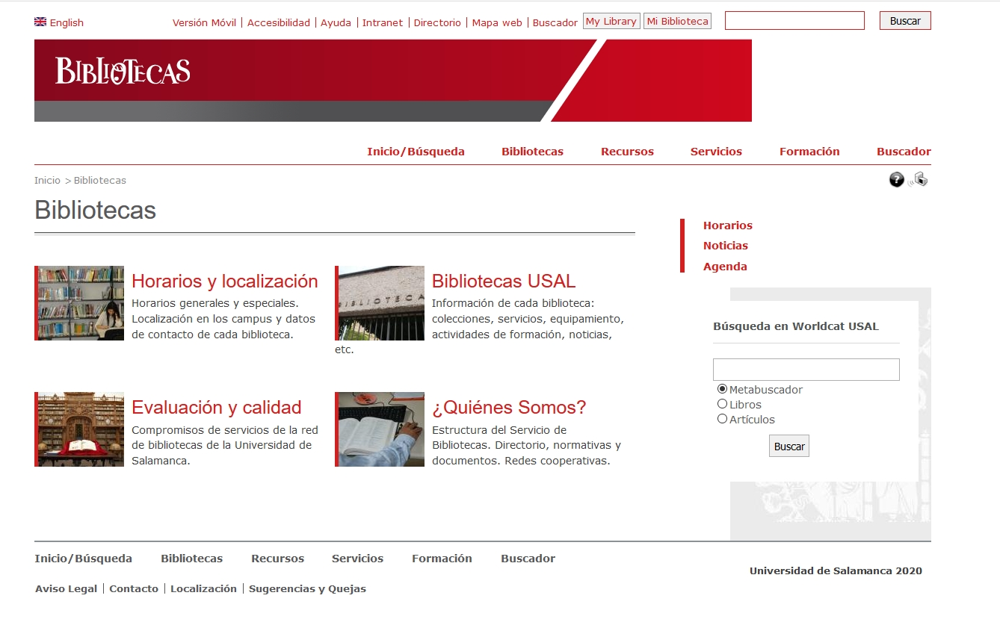 English
Versión Móvil | Accesibilidad | Ayuda | Intranet | Directorio | Mapa web | Buscador My Library Mi Biblioteca Buscar
BIBLIOTECAS
Inicio/Búsqueda Bibliotecas Recursos Servicios Formación Buscador
Inicio > Bibliotecas
?
Bibliotecas
Horarios
Noticias
Agenda
Horarios y localización
Horarios generales y especiales.
Localización en los campus y datos
de contacto de cada biblioteca.
BIBLIOTECA
Bibliotecas USAL
Información de cada biblioteca:
colecciones, servicios, equipamiento,
actividades de formación, noticias,
etc.
Evaluación y calidad
Compromisos de servicios de la red
de bibliotecas de la Universidad de
Salamanca.
¿Quiénes Somos?
Estructura del Servicio de
Bibliotecas. Directorio, normativas y
documentos. Redes cooperativas.
Búsqueda en Worldcat USAL
Metabuscador
Libros
Artículos
Buscar
Inicio/Búsqueda Bibliotecas Recursos Servicios Formación Buscador
Universidad de Salamanca 2020
Aviso Legal | Contacto | Localización | Sugerencias y Quejas